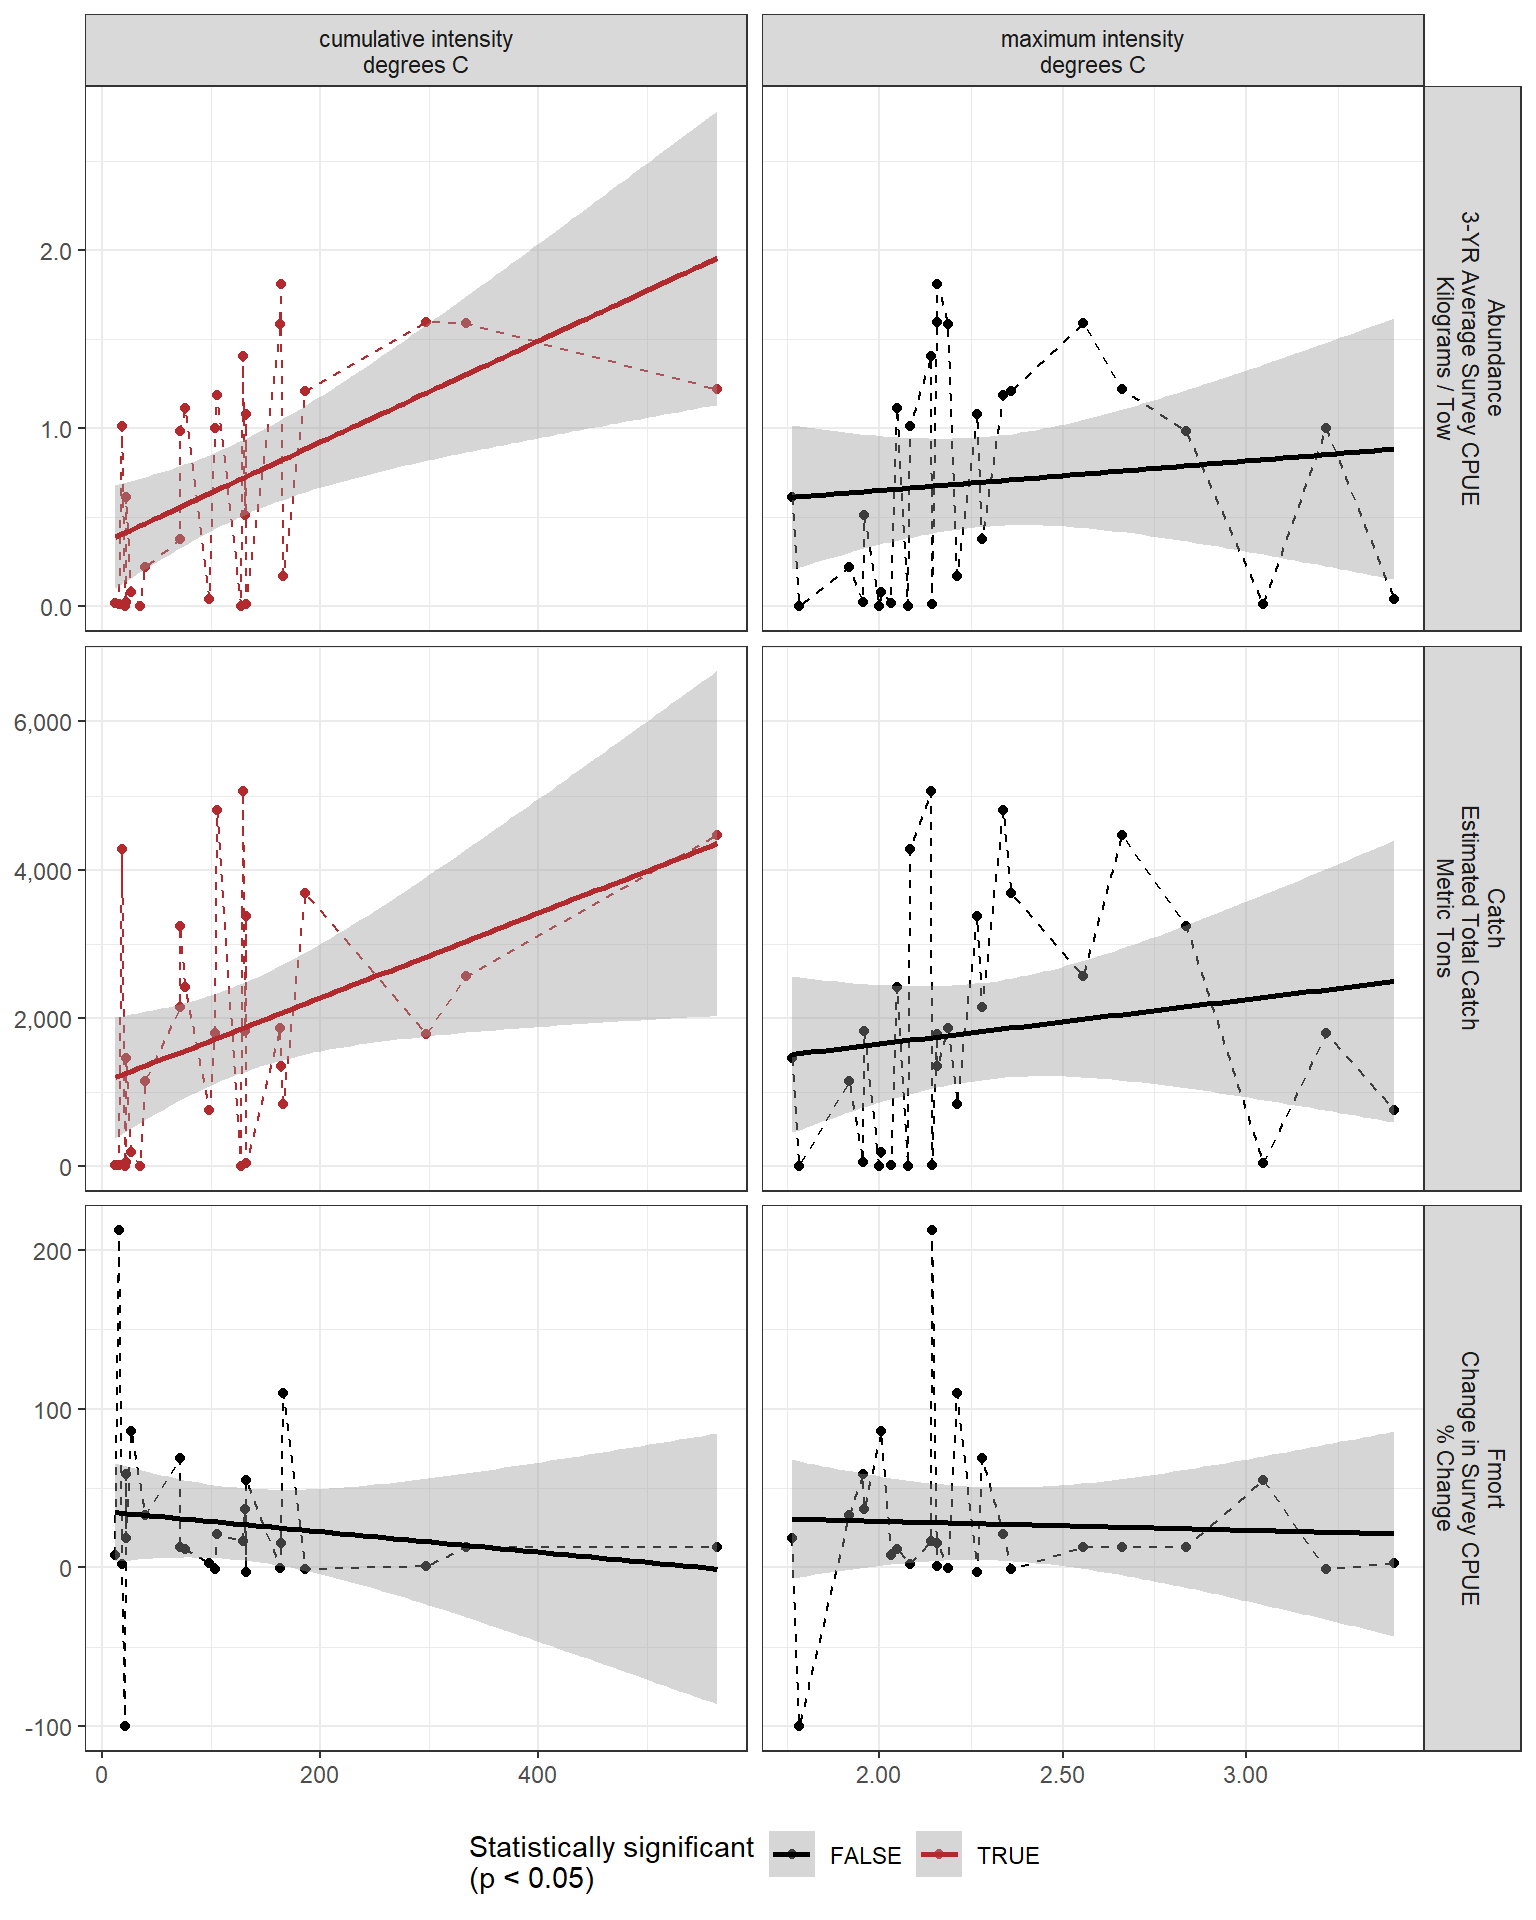 cumulative intensity
degrees C
maximum intensity
degrees C
2.0
1.0
0.0
Abundance
3-YR Average Survey CPUE
Kilograms / Tow
6,000
4,000
2,000
0
Catch
Estimated Total Catch
Metric Tons
200
100
0
-100
Fmort
Change in Survey CPUE
% Change
0
200
400
2.00
2.50
3.00
Statistically significant
(p < 0.05)
FALSE
TRUE